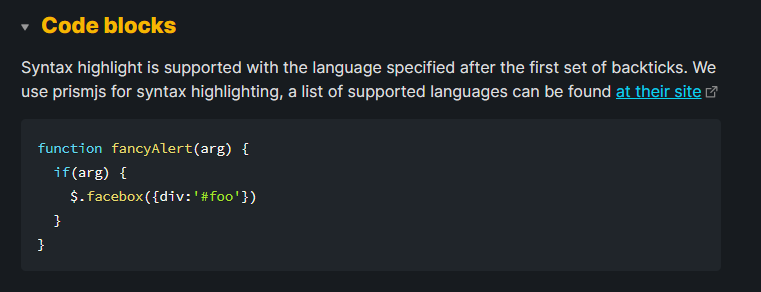 Code blocks
Syntax highlight is supported with the language specified after the first set of backticks. We
use prismjs for syntax highlighting, a list of supported languages can be found at their site
function fancyAlert(arg) {
  if(arg) {
    $.facebox({div:'#foo'})
  }
}